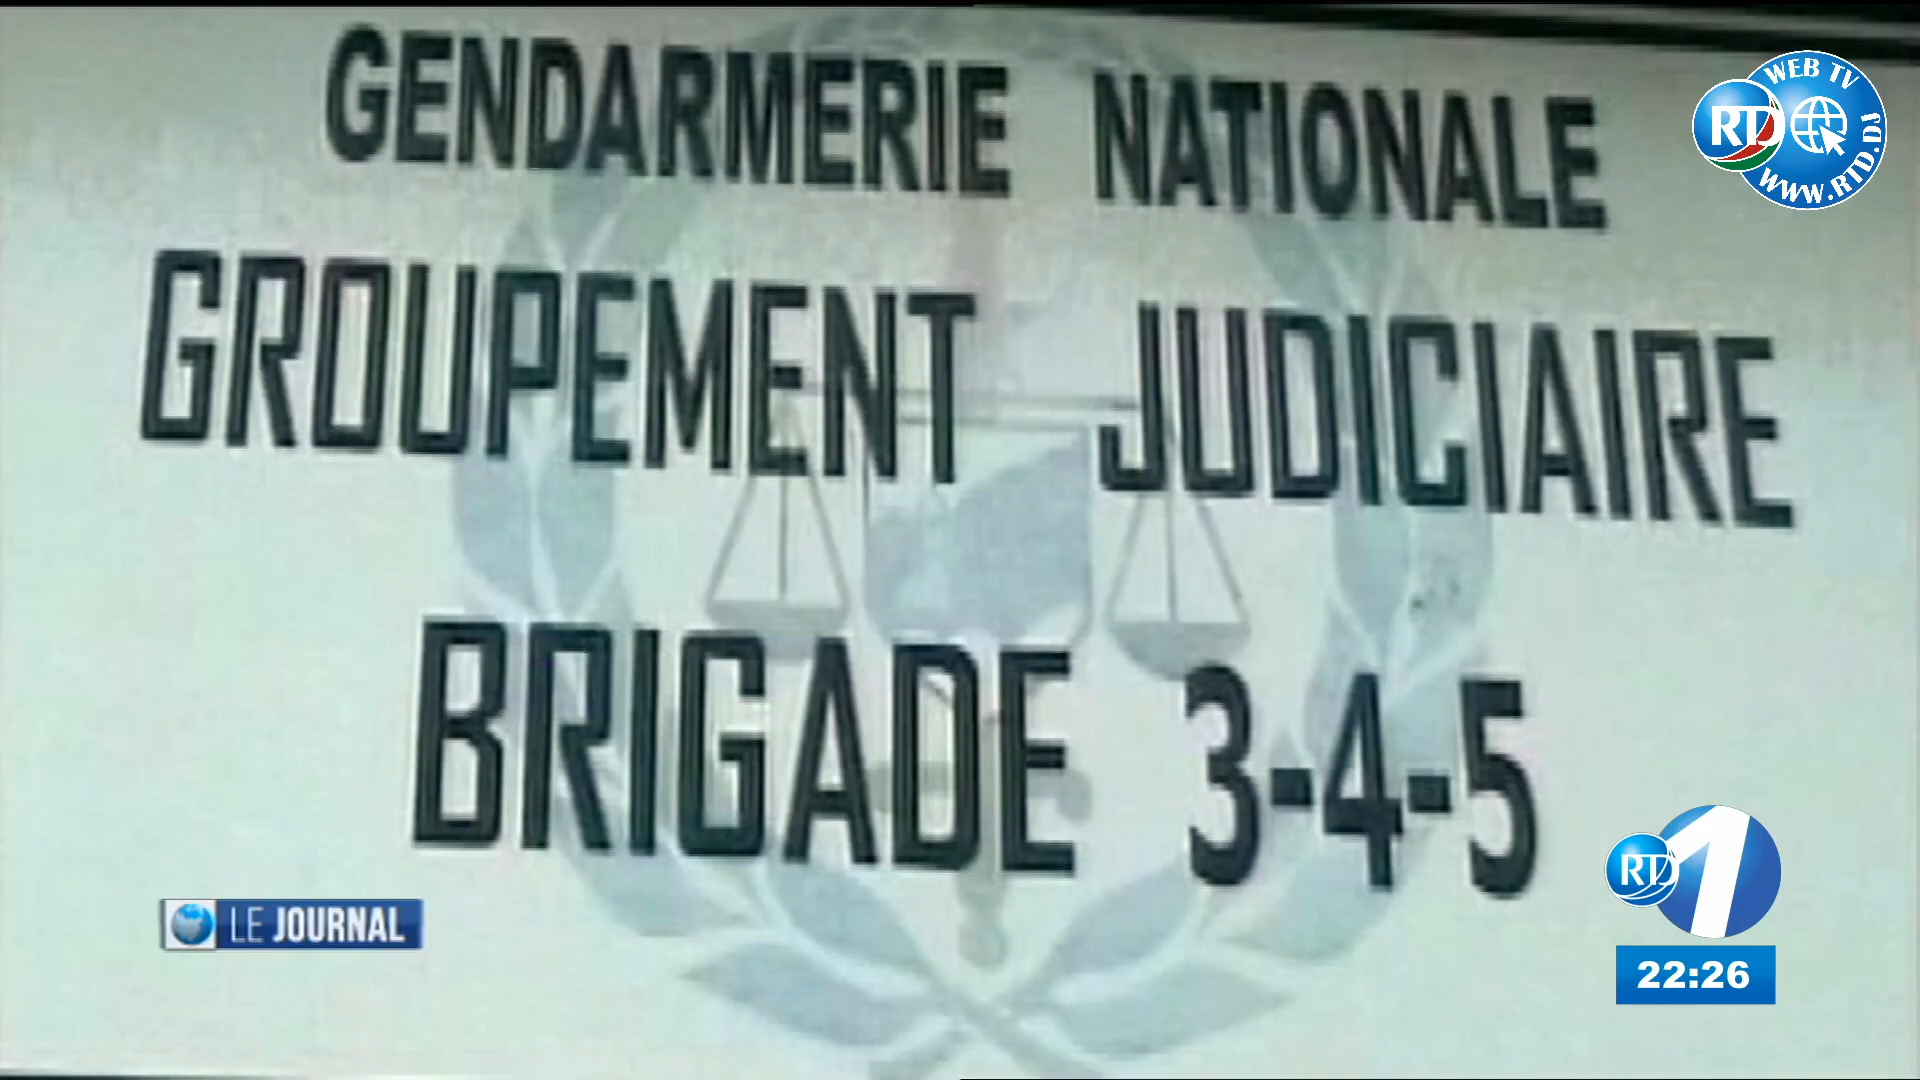 GENDARMERIE NATIONALE
WEB TV
RTD
WWW.RTD.DJ
GROUPEMENT JUDICIAIRE
BRIGADE 3-4-5
RTD 1
LE JOURNAL
22:26